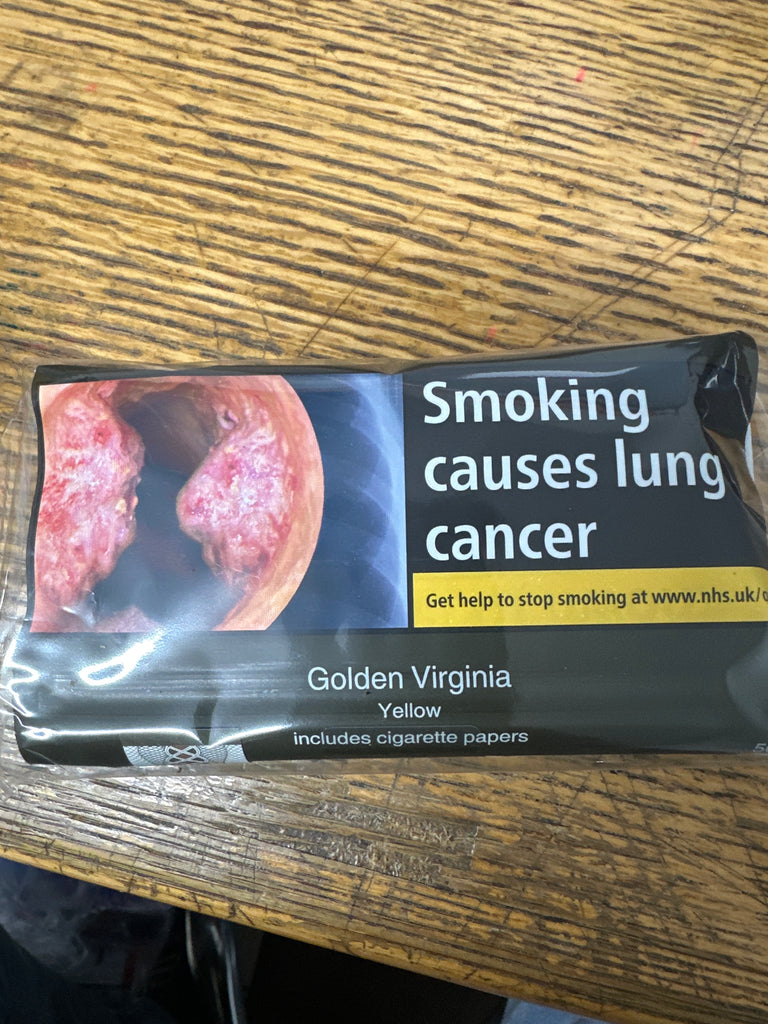 Smoking
causes lung
cancer
Get help to stop smoking at www.nhs.uk/
Golden Virginia
Yellow
includes cigarette papers